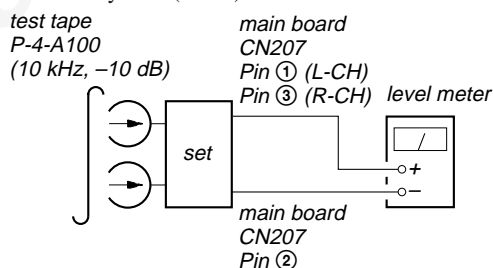 test tape
P-4-A100
(10 kHz, –10 dB)
main board
CN207
Pin ① (L-CH)
Pin ③ (R-CH)
level meter
set
+
–
main board
CN207
Pin ②